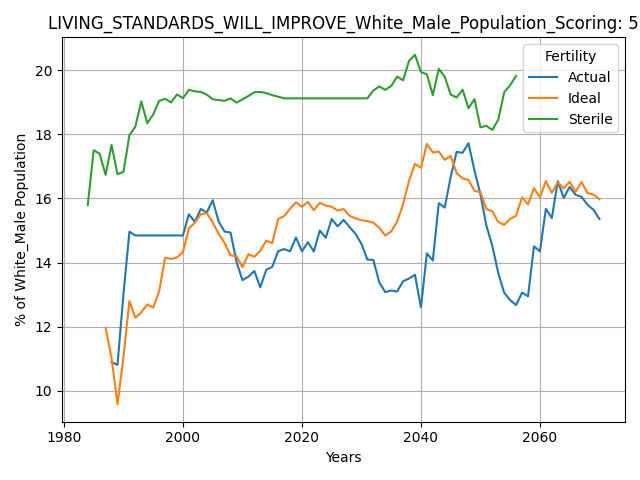 LIVING_STANDARDS_WILL_IMPROVE_White_Male_Population_Scoring: 5
Fertility
Actual
Ideal
Sterile
% of White_Male Population
20
18
16
14
12
10
1980
2000
2020
2040
2060
Years